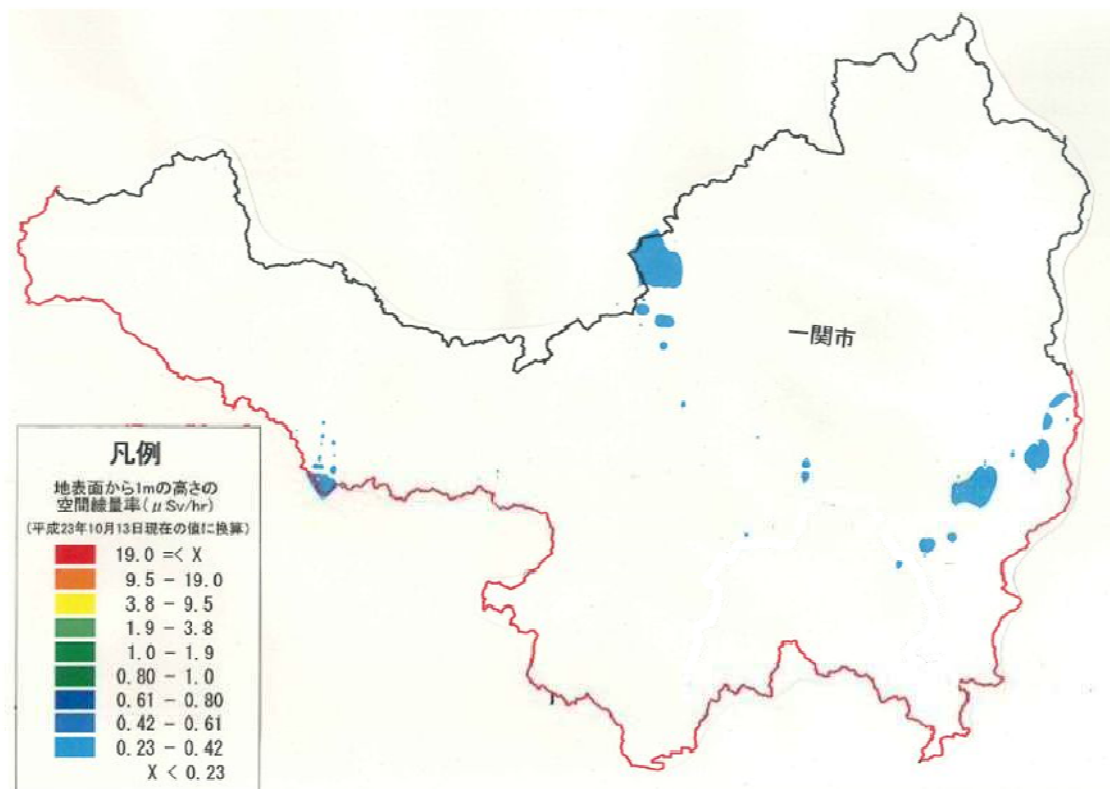 一関市
凡例
地表面から1mの高さの
空間線量率(μSv/hr)
(平成23年10月13日現在の値に換算)
19.0 =< X
9.5 - 19.0
3.8 - 9.5
1.9 - 3.8
1.0 - 1.9
0.80 - 1.0
0.61 - 0.80
0.42 - 0.61
0.23 - 0.42
X < 0.23